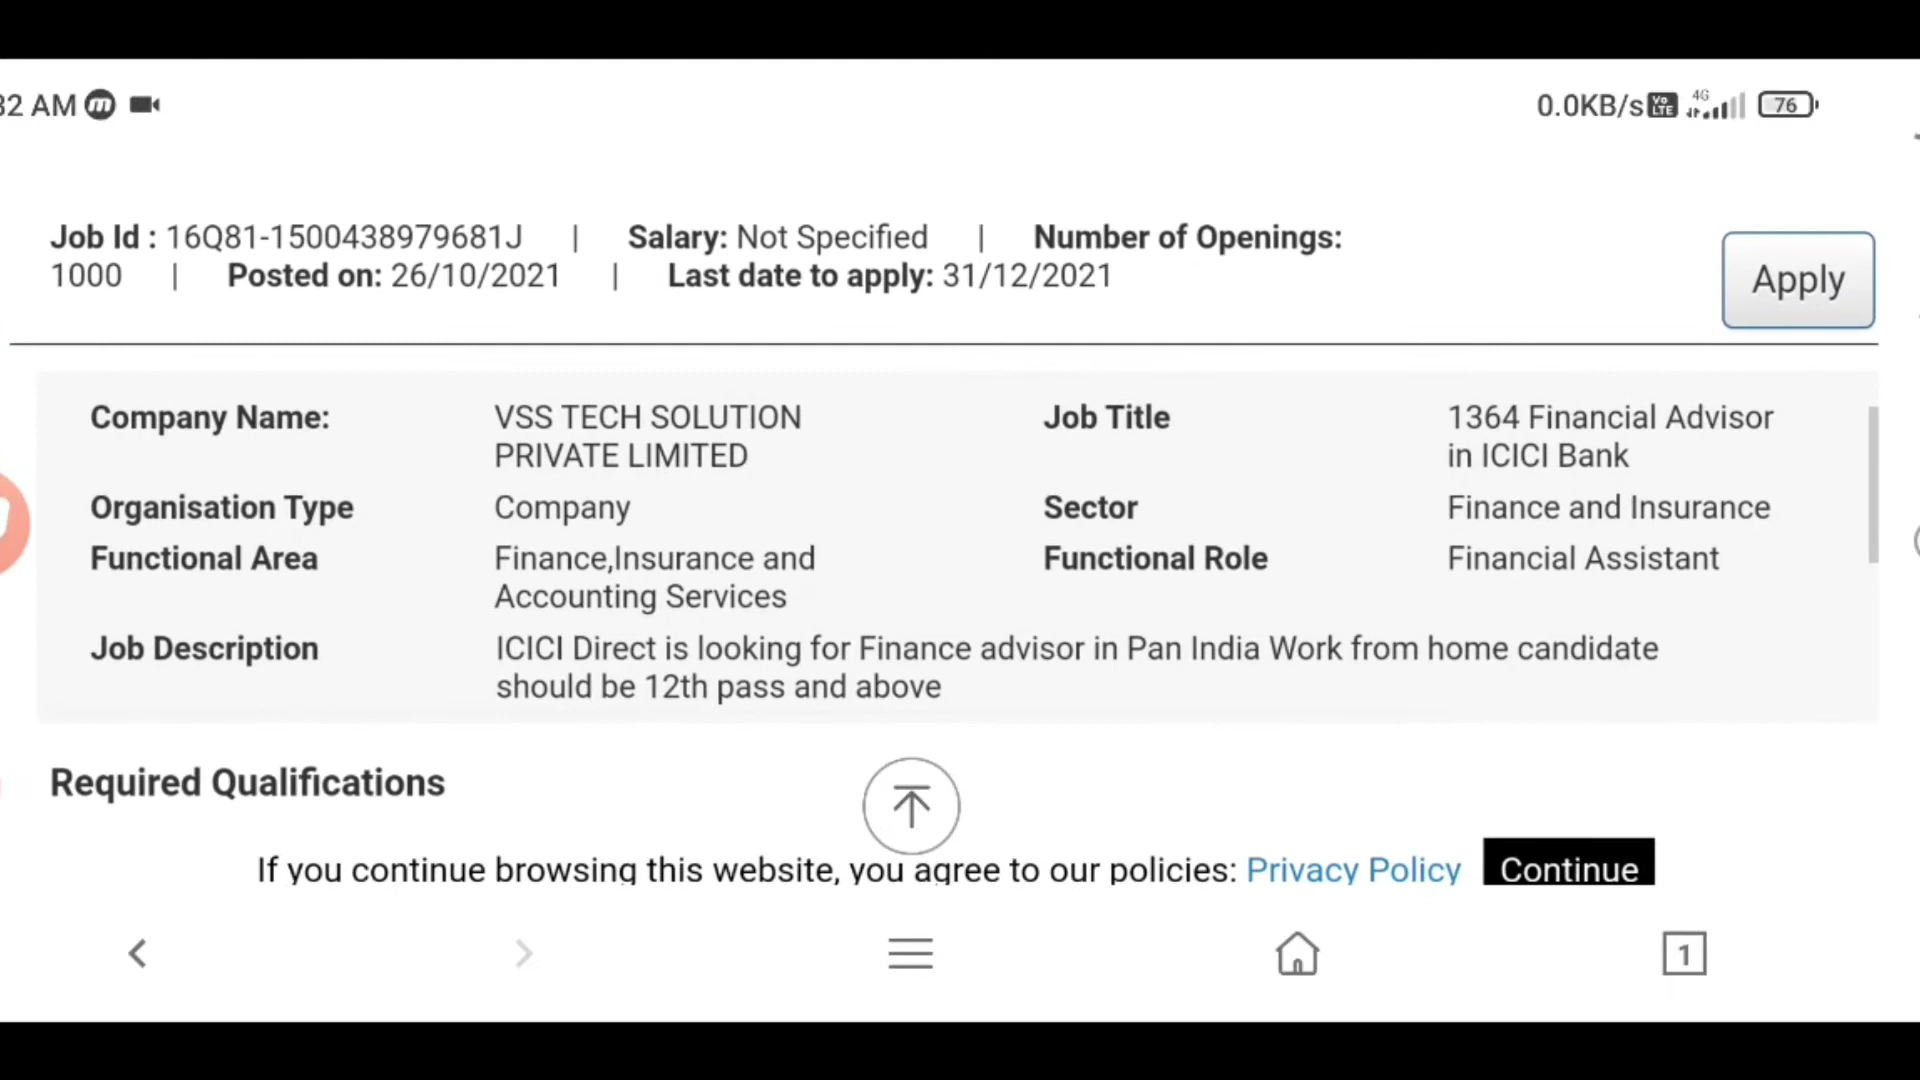 32 AM
0.0KB/s Vo LTE 4G 76
Job Id : 16Q81-1500438979681J | Salary: Not Specified | Number of Openings:
1000 | Posted on: 26/10/2021 | Last date to apply: 31/12/2021
Apply
Company Name: VSS TECH SOLUTION Job Title 1364 Financial Advisor
PRIVATE LIMITED in ICICI Bank
Organisation Type Company Sector Finance and Insurance
Functional Area Finance,Insurance and Functional Role Financial Assistant
Accounting Services
Job Description ICICI Direct is looking for Finance advisor in Pan India Work from home candidate
should be 12th pass and above
Required Qualifications
If you continue browsing this website, you agree to our policies: Privacy Policy Continue
1